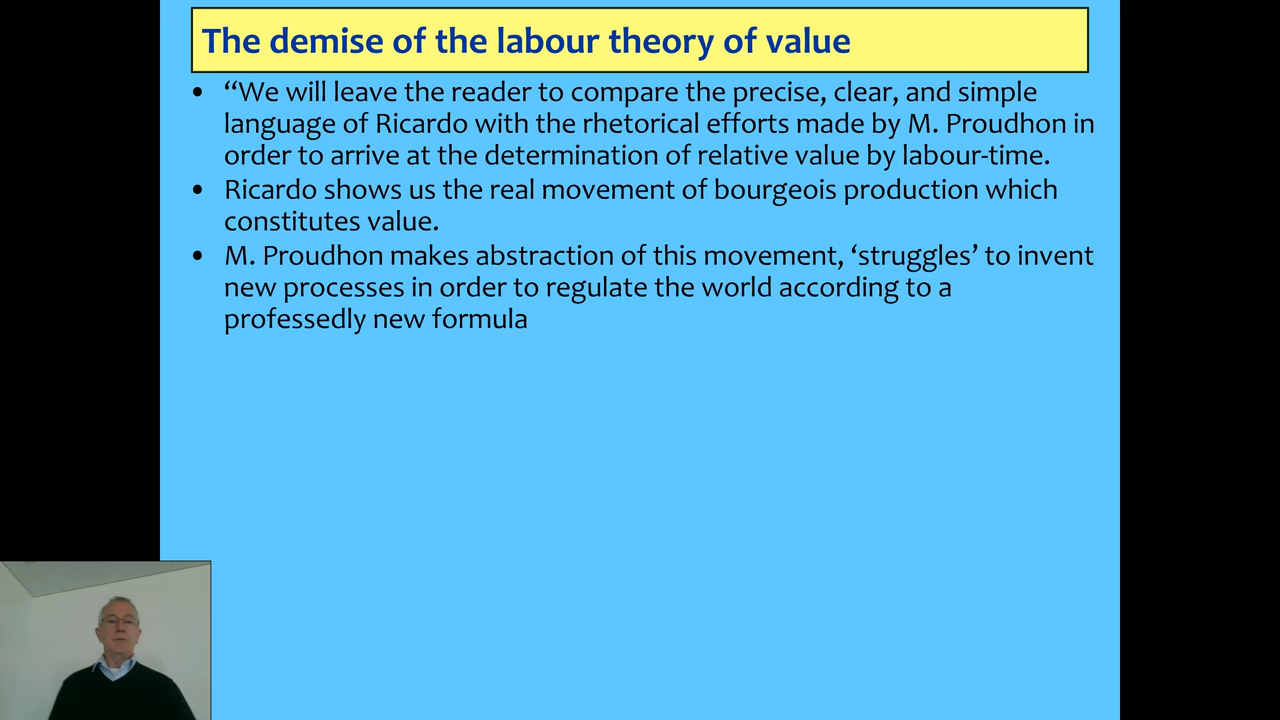 The demise of the labour theory of value
• “We will leave the reader to compare the precise, clear, and simple
language of Ricardo with the rhetorical efforts made by M. Proudhon in
order to arrive at the determination of relative value by labour-time.
• Ricardo shows us the real movement of bourgeois production which
constitutes value.
• M. Proudhon makes abstraction of this movement, ‘struggles’ to invent
new processes in order to regulate the world according to a
professedly new formula